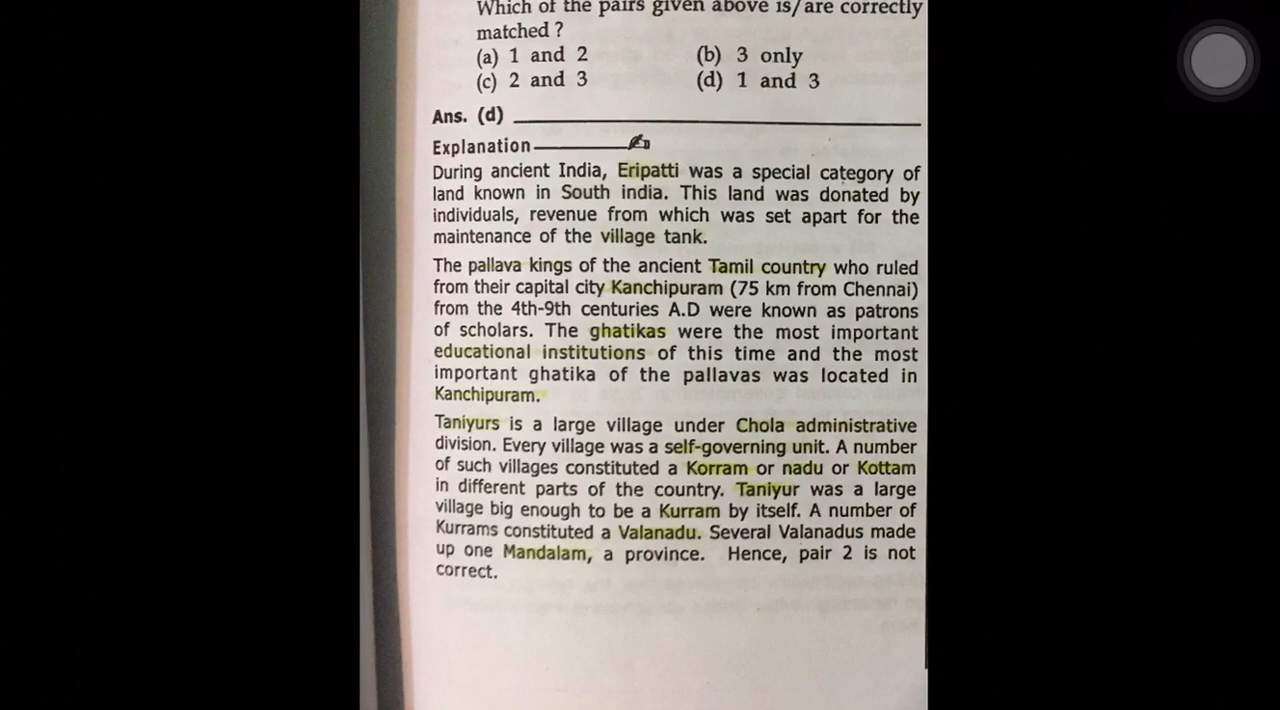 Which of the pairs given above is/are correctly
matched ?
(a) 1 and 2 (b) 3 only
(c) 2 and 3 (d) 1 and 3
Ans. (d)
Explanation
During ancient India, Eripatti was a special category of
land known in South india. This land was donated by
individuals, revenue from which was set apart for the
maintenance of the village tank.
The pallava kings of the ancient Tamil country who ruled
from their capital city Kanchipuram (75 km from Chennai)
from the 4th-9th centuries A.D were known as patrons
of scholars. The ghatikas were the most important
educational institutions of this time and the most
important ghatika of the pallavas was located in
Kanchipuram.
Taniyurs is a large village under Chola administrative
division. Every village was a self-governing unit. A number
of such villages constituted a Korram or nadu or Kottam
in different parts of the country. Taniyur was a large
village big enough to be a Kurram by itself. A number of
Kurrams constituted a Valanadu. Several Valanadus made
up one Mandalam, a province. Hence, pair 2 is not
correct.